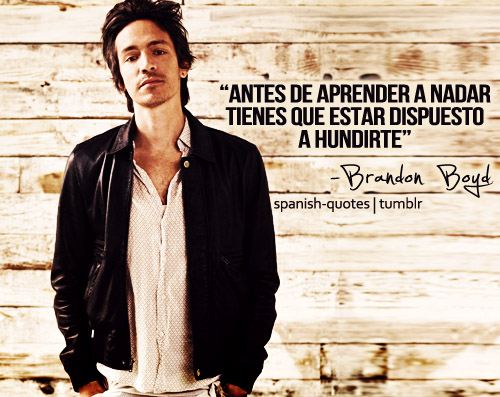 “ANTES DE APRENDER A NADAR
TIENES QUE ESTAR DISPUESTO
A HUNDIRTE”
-Brandon Boyd
spanish-quotes | tumblr